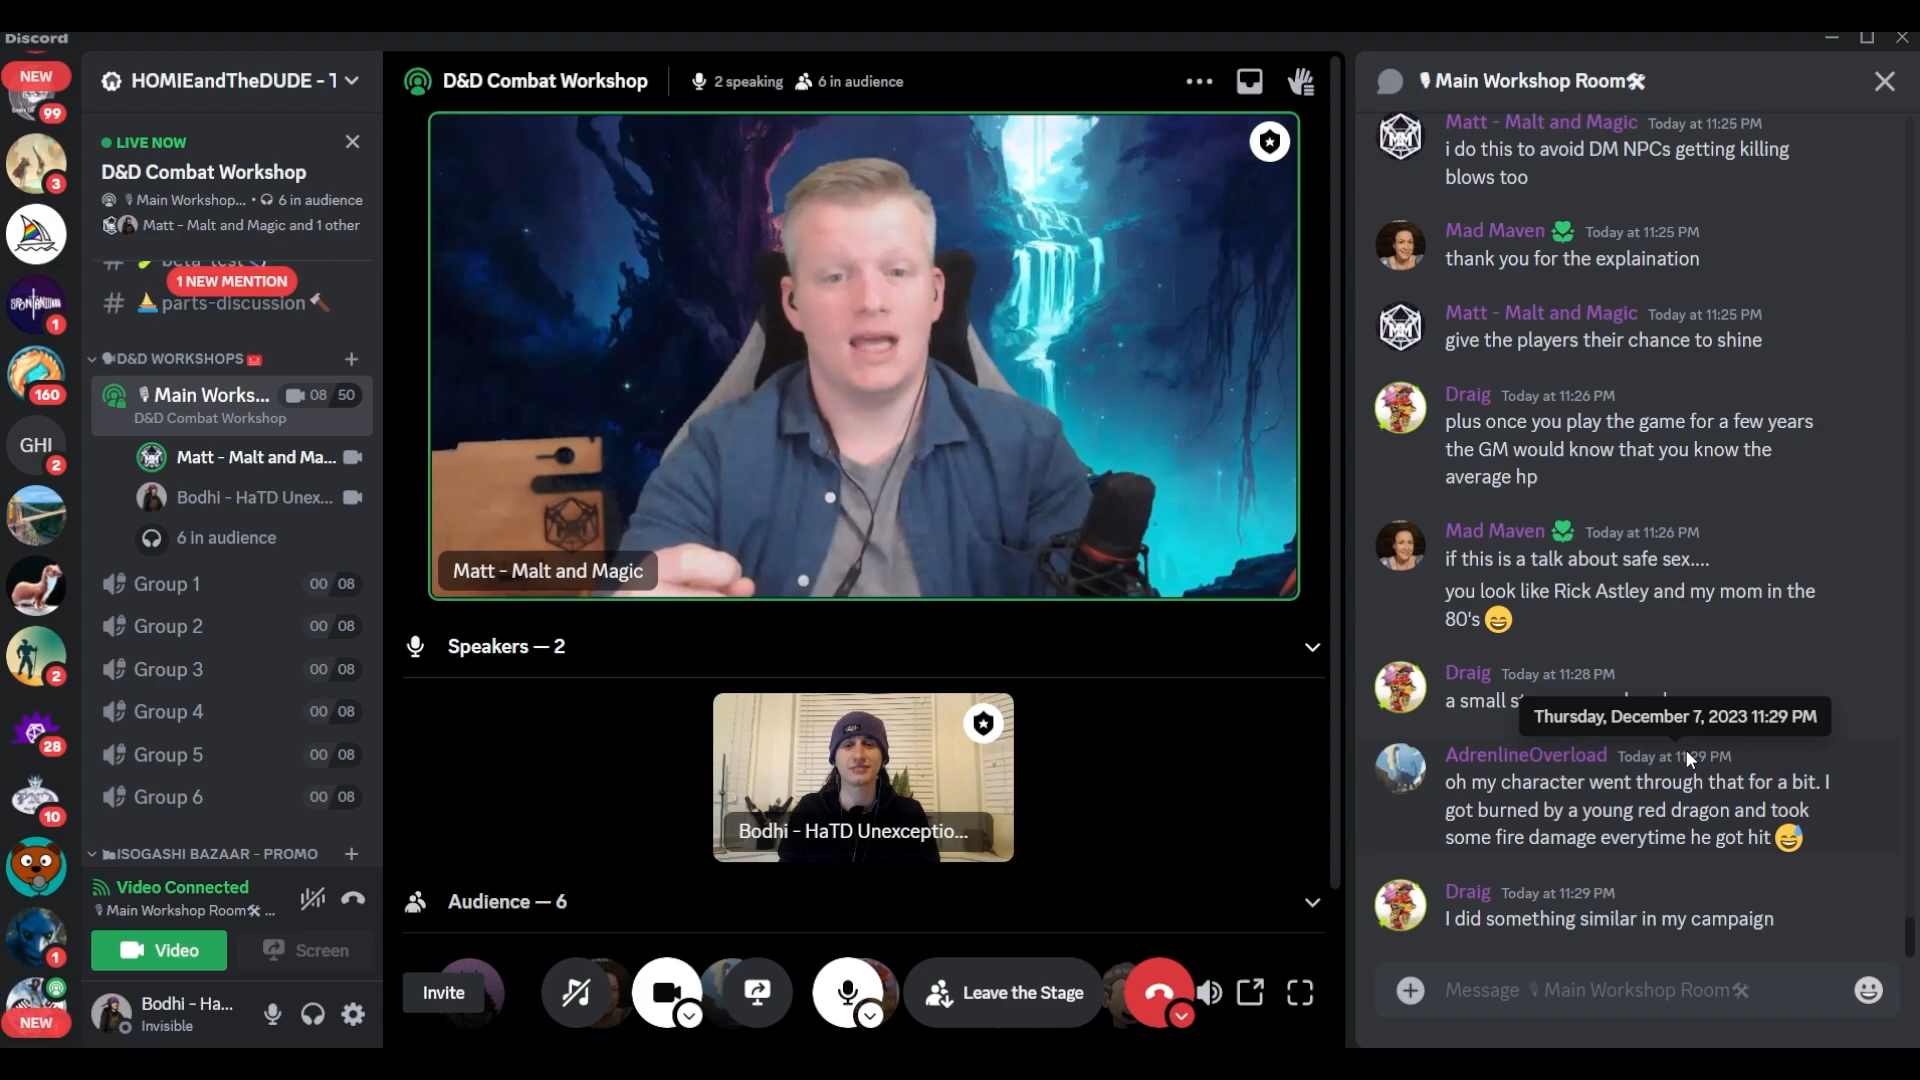 Discord
NEW
99
3
1
160
GHI
2
2
28
10
1
NEW
HOMIEandTheDUDE - T
LIVE NOW
D&D Combat Workshop
Main Workshop... • 6 in audience
Matt - Malt and Magic and 1 other
1 NEW MENTION
# parts-discussion
D&D WORKSHOPS
Main Works... 08 50
D&D Combat Workshop
Matt - Malt and Ma...
Bodhi - HaTD Unex...
6 in audience
Group 1 00 08
Group 2 00 08
Group 3 00 08
Group 4 00 08
Group 5 00 08
Group 6 00 08
ISOGASHI BAZAAR - PROMO
Video Connected
Main Workshop Room ...
Video
Screen
Bodhi - Ha...
Invisible
D&D Combat Workshop
2 speaking 6 in audience
Matt - Malt and Magic
Speakers — 2
Bodhi - HaTD Unexceptio...
Audience — 6
Invite
Leave the Stage
Main Workshop Room
Matt - Malt and Magic Today at 11:25 PM
i do this to avoid DM NPCs getting killing
blows too
Mad Maven Today at 11:25 PM
thank you for the explaination
Matt - Malt and Magic Today at 11:25 PM
give the players their chance to shine
Draig Today at 11:26 PM
plus once you play the game for a few years
the GM would know that you know the
average hp
Mad Maven Today at 11:26 PM
if this is a talk about safe sex....
you look like Rick Astley and my mom in the
80's 😄
Draig Today at 11:28 PM
a small
Thursday, December 7, 2023 11:29 PM
AdrenlineOverload Today at 11:29 PM
oh my character went through that for a bit. I
got burned by a young red dragon and took
some fire damage everytime he got hit 😅
Draig Today at 11:29 PM
I did something similar in my campaign
Message Main Workshop Room